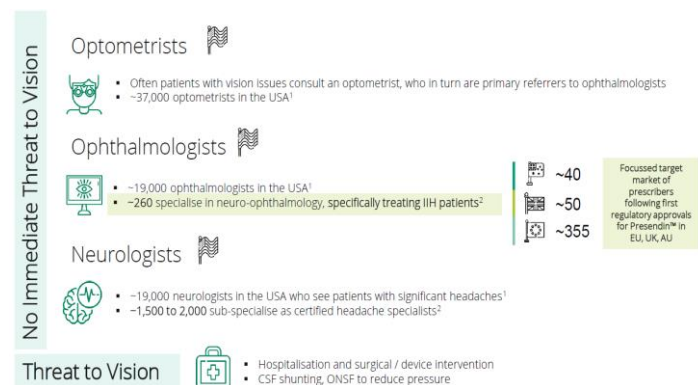 No Immediate Threat to Vision
Optometrists
▪ Often patients with vision issues consult an optometrist, who in turn are primary referrers to ophthalmologists
▪ ~37,000 optometrists in the USA¹
Ophthalmologists
▪ ~19,000 ophthalmologists in the USA¹
▪ ~260 specialise in neuro-ophthalmology, specifically treating IIH patients²
~40
~50
~355
Focussed target
market of
prescribers
following first
regulatory approvals
for Presendin™ in
EU, UK, AU
Neurologists
▪ ~19,000 neurologists in the USA who see patients with significant headaches¹
▪ ~1,500 to 2,000 sub-specialise as certified headache specialists²
Threat to Vision
▪ Hospitalisation and surgical / device intervention
▪ CSF shunting, ONSF to reduce pressure